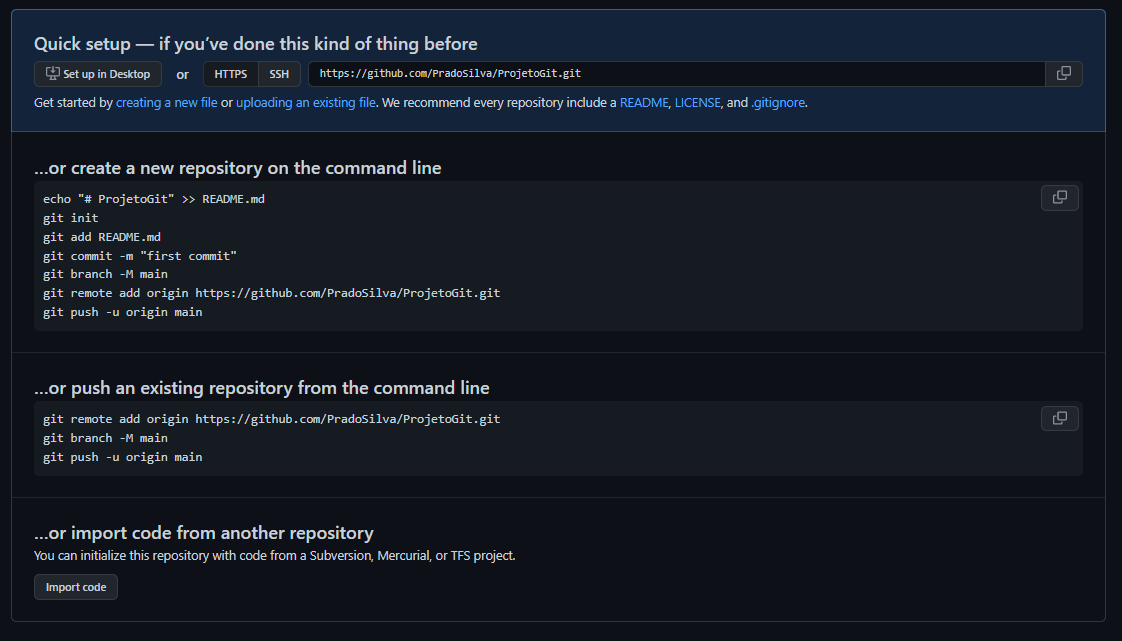 Quick setup — if you've done this kind of thing before
Set up in Desktop or HTTPS SSH https://github.com/PradoSilva/ProjetoGit.git
Get started by creating a new file or uploading an existing file. We recommend every repository include a README, LICENSE, and .gitignore.
…or create a new repository on the command line
echo "# ProjetoGit" >> README.md
git init
git add README.md
git commit -m "first commit"
git branch -M main
git remote add origin https://github.com/PradoSilva/ProjetoGit.git
git push -u origin main
…or push an existing repository from the command line
git remote add origin https://github.com/PradoSilva/ProjetoGit.git
git branch -M main
git push -u origin main
…or import code from another repository
You can initialize this repository with code from a Subversion, Mercurial, or TFS project.
Import code